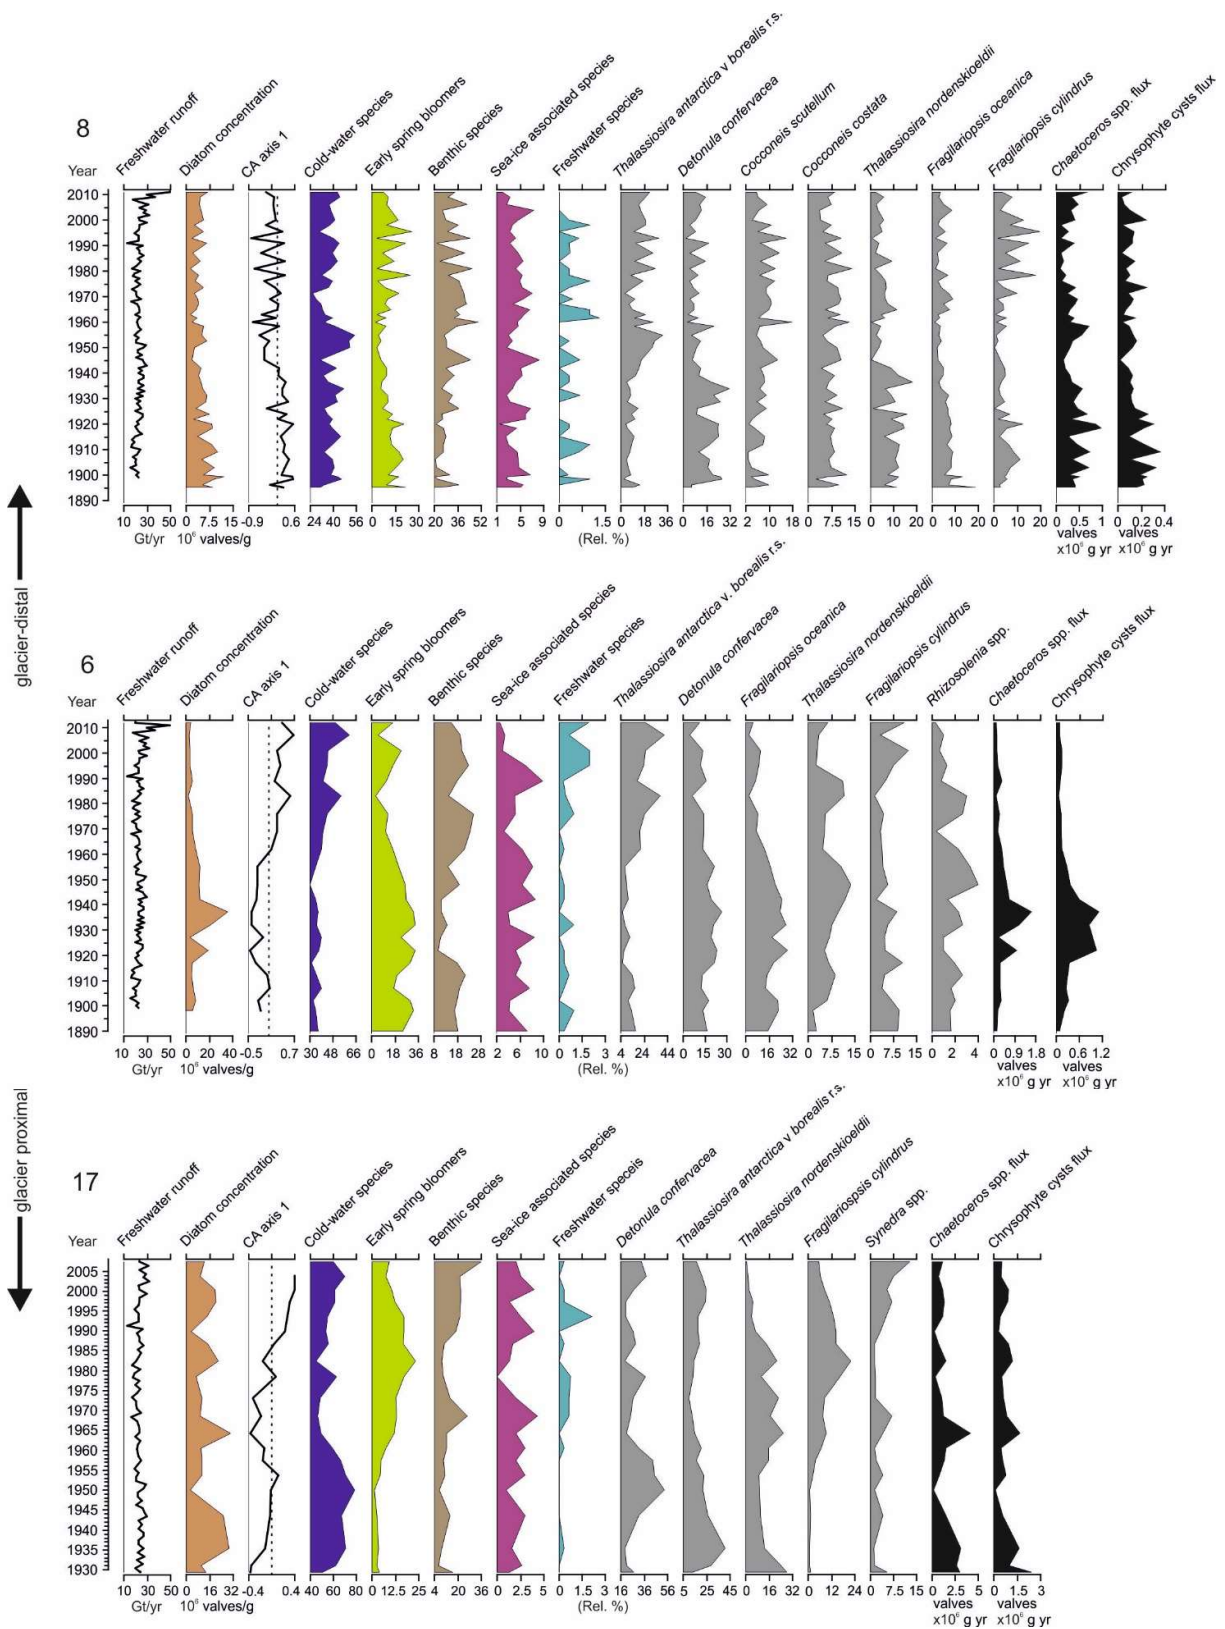 8
Year
Freshwater runoff
Diatom concentration
CA axis 1
Cold-water species
Early spring bloomers
Benthic species
Sea-ice associated species
Freshwater species
Thalassiosira antarctica v borealis r.s.
Detonula confervacea
Cocconeis scutellum
Cocconeis costata
Thalassiosira nordenskioeldii
Fragilariopsis oceanica
Fragilariopsis cylindrus
Chaetoceros spp. flux
Chrysophyte cysts flux
2010
2000
1990
1980
1970
1960
1950
1940
1930
1920
1910
1900
1890
10 30 50 0 7.5 15 -0.9 0.6 24 40 56 0 15 30 20 36 52 1 5 9 0 1.5 0 18 36 0 16 32 2 10 18 0 7.5 15 0 10 20 0 10 20 0 10 20 0 0.5 1 0 0.2 0.4
Gt/yr 10⁶ valves/g (Rel. %) valves x10⁶ g yr valves x10⁶ g yr
glacier-distal
6
Year
Freshwater runoff
Diatom concentration
CA axis 1
Cold-water species
Early spring bloomers
Benthic species
Sea-ice associated species
Freshwater species
Thalassiosira antarctica v. borealis r.s.
Detonula confervacea
Fragilariopsis oceanica
Thalassiosira nordenskioeldii
Fragilariopsis cylindrus
Rhizosolenia spp.
Chaetoceros spp. flux
Chrysophyte cysts flux
2010
2000
1990
1980
1970
1960
1950
1940
1930
1920
1910
1900
1890
10 30 50 0 20 40 -0.5 0.7 30 48 66 0 18 36 8 18 28 2 6 10 0 1.5 3 4 24 44 0 15 30 0 16 32 0 7.5 15 0 7.5 15 0 2 4 0 0.9 1.8 0 0.6 1.2
Gt/yr 10⁶ valves/g (Rel. %) valves x10⁶ g yr valves x10⁶ g yr
glacier proximal
17
Year
Freshwater runoff
Diatom concentration
CA axis 1
Cold-water species
Early spring bloomers
Benthic species
Sea-ice associated species
Freshwater speceis
Detonula confervacea
Thalassiosira antarctica v borealis r.s.
Thalassiosira nordenskioeldii
Fragilariopsis cylindrus
Synedra spp.
Chaetoceros spp. flux
Chrysophyte cysts flux
2005
2000
1995
1990
1985
1980
1975
1970
1965
1960
1955
1950
1945
1940
1935
1930
10 30 50 0 16 32 -0.4 0.4 40 60 80 0 12.5 25 4 20 36 0 2.5 5 0 1.5 3 16 36 56 5 25 45 0 16 32 0 12 24 0 7.5 15 0 2.5 5 0 1.5 3
Gt/yr 10⁶ valves/g (Rel. %) valves x10⁶ g yr valves x10⁶ g yr